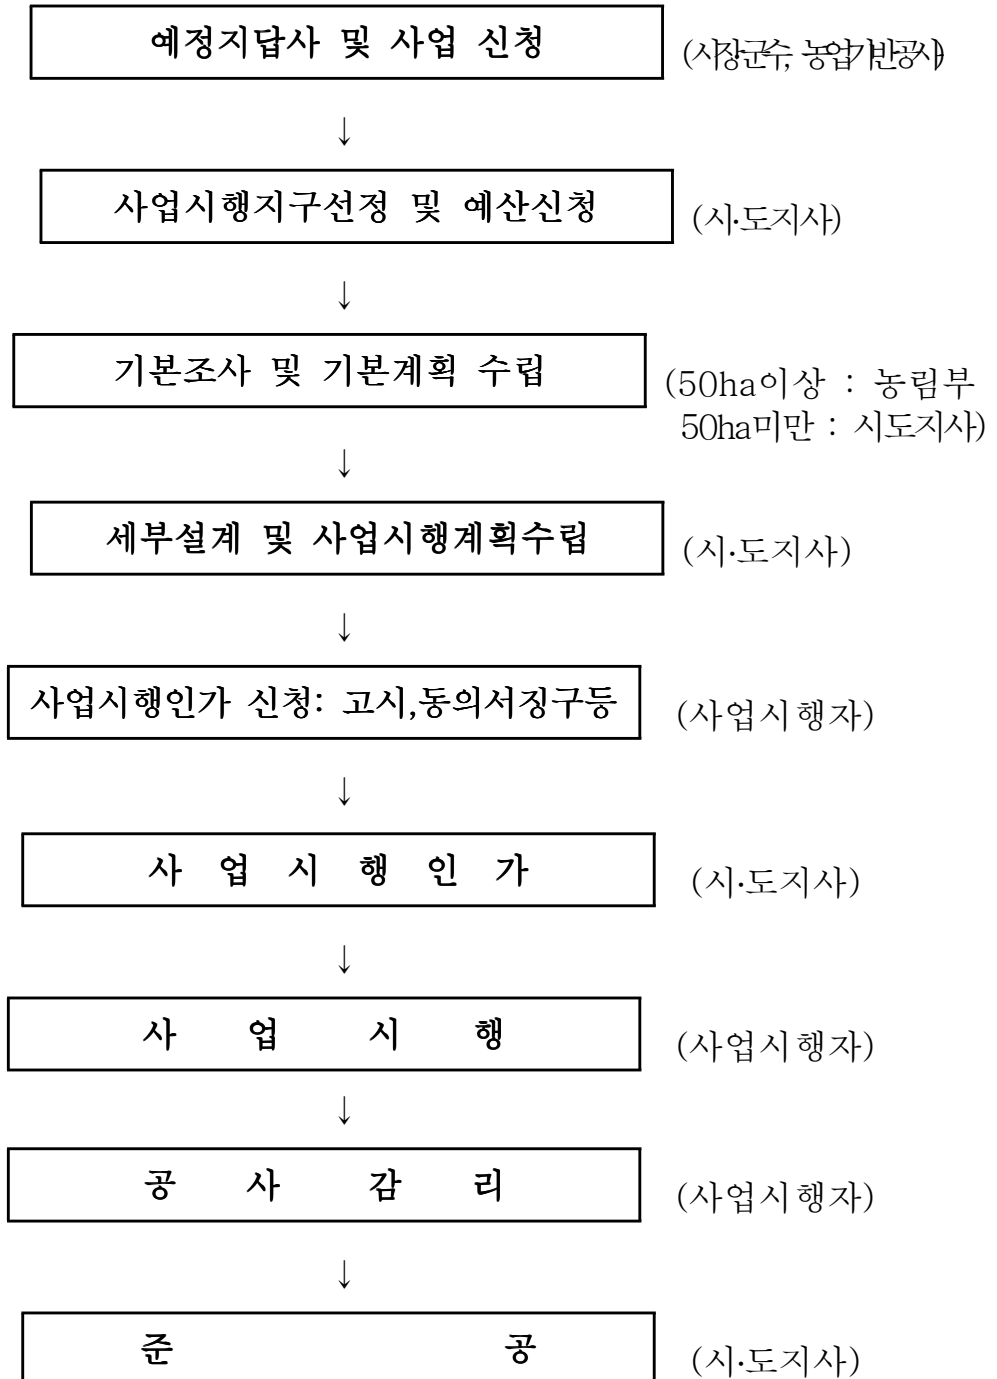 예정지답사 및 사업 신청 (시장군수, 농업기반공사)
↓
사업시행지구선정 및 예산신청 (시·도지사)
↓
기본조사 및 기본계획 수립 (50ha이상 : 농림부
50ha미만 : 시도지사)
↓
세부설계 및 사업시행계획수립 (시·도지사)
↓
사업시행인가 신청: 고시,동의서징구등 (사업시행자)
↓
사 업 시 행 인 가 (시·도지사)
↓
사 업 시 행 (사업시행자)
↓
공 사 감 리 (사업시행자)
↓
준 공 (시·도지사)